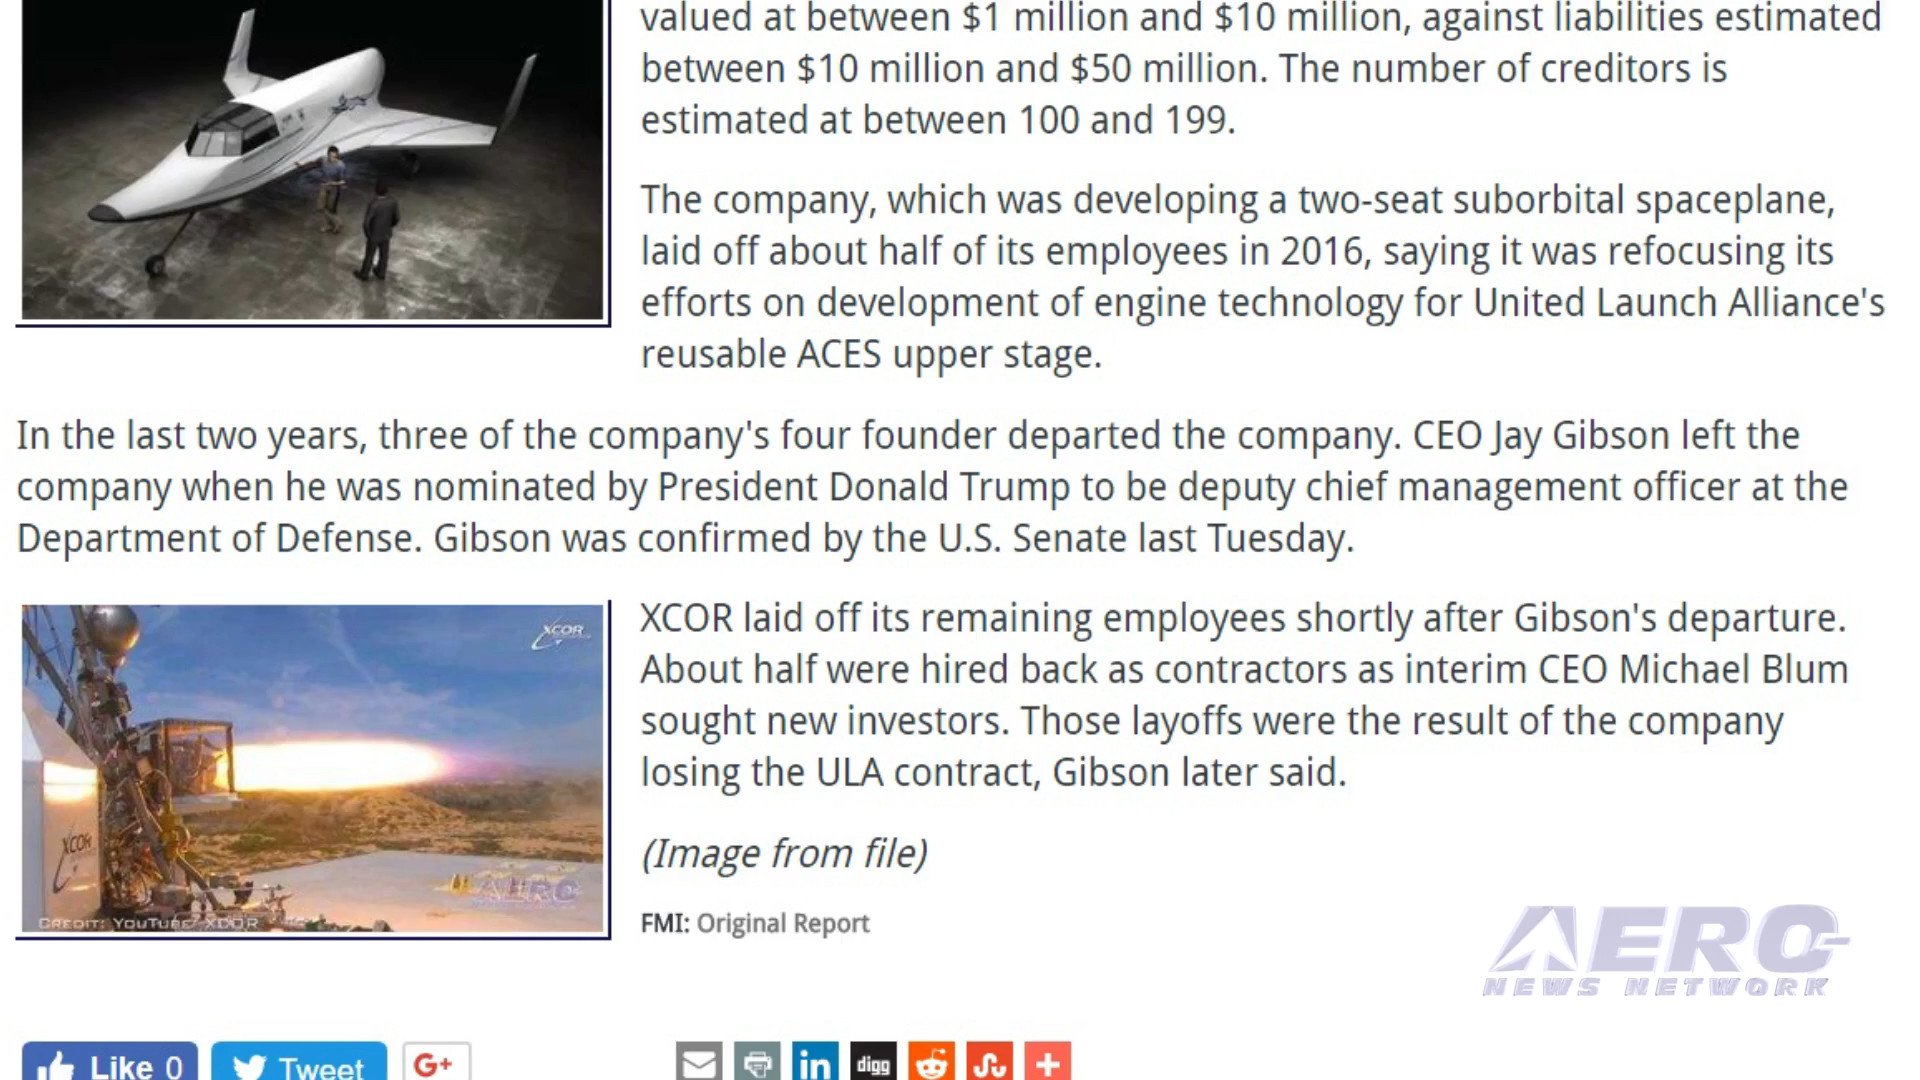 valued at between $1 million and $10 million, against liabilities estimated
between $10 million and $50 million. The number of creditors is
estimated at between 100 and 199.
The company, which was developing a two-seat suborbital spaceplane,
laid off about half of its employees in 2016, saying it was refocusing its
efforts on development of engine technology for United Launch Alliance's
reusable ACES upper stage.
In the last two years, three of the company's four founder departed the company. CEO Jay Gibson left the
company when he was nominated by President Donald Trump to be deputy chief management officer at the
Department of Defense. Gibson was confirmed by the U.S. Senate last Tuesday.
XCOR
XCOR
AERO
CREDIT: YOUTUBE/XCOR
XCOR laid off its remaining employees shortly after Gibson's departure.
About half were hired back as contractors as interim CEO Michael Blum
sought new investors. Those layoffs were the result of the company
losing the ULA contract, Gibson later said.
(Image from file)
FMI: Original Report
AERO
NEWS NETWORK
Like 0
Tweet
G+
in
digg